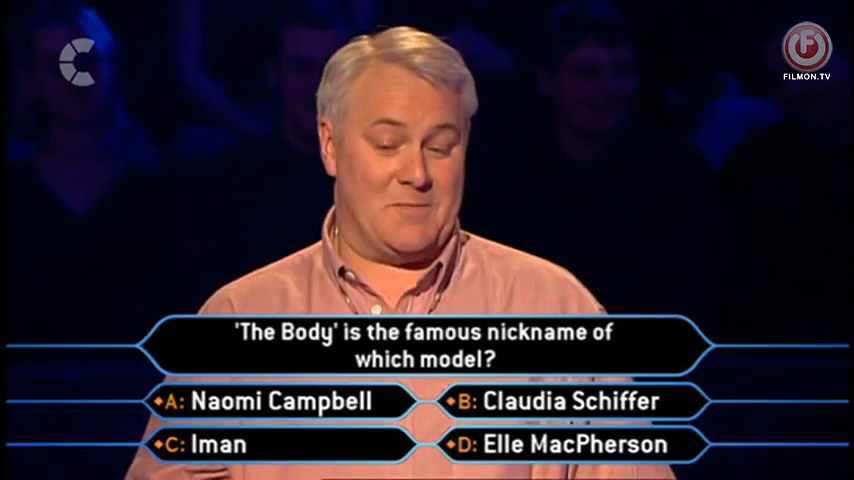 FILMON.TV
'The Body' is the famous nickname of
which model?
A: Naomi Campbell
B: Claudia Schiffer
C: Iman
D: Elle MacPherson